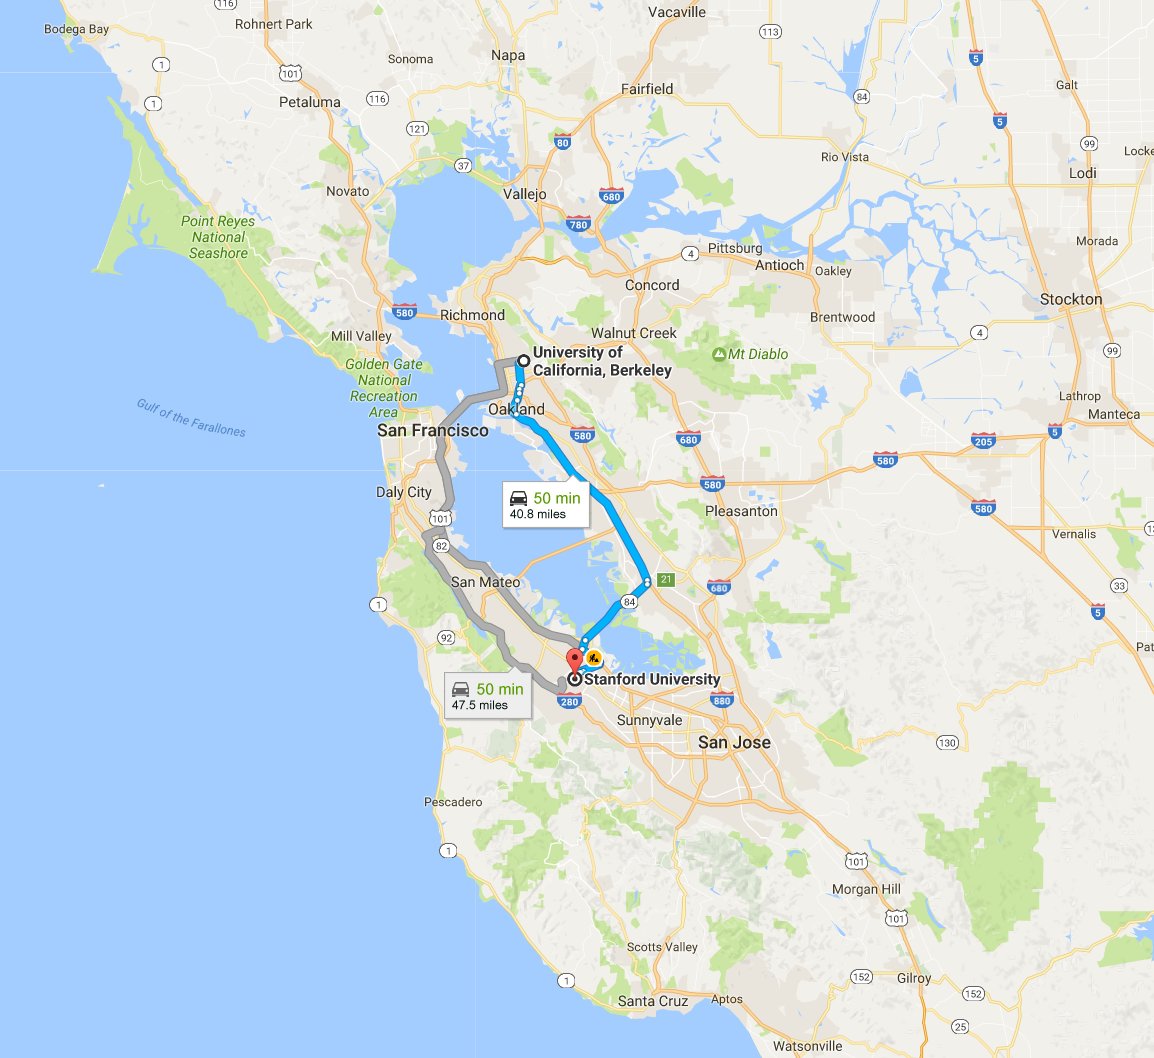 116
Vacaville
Bodega Bay
Rohnert Park
113
Sonoma
Napa
5
1
101
Fairfield
Galt
Petaluma
116
84
1
5
121
80
99
Locke
Rio Vista
37
Lodi
Novato
Vallejo
680
Point Reyes
National
Seashore
780
Morada
4
Pittsburg
Antioch
Oakley
Concord
Stockton
580
Richmond
Brentwood
Mill Valley
Walnut Creek
4
University of
California, Berkeley
Mt Diablo
99
Golden Gate
National
Recreation
Area
Lathrop
Gulf of the Farallones
Oakland
Manteca
San Francisco
580
680
205
5
580
Daly City
580
50 min
40.8 miles
101
Pleasanton
580
Vernalis
82
San Mateo
21
680
33
1
84
5
92
Pat
Stanford University
50 min
47.5 miles
280
880
Sunnyvale
San Jose
130
Pescadero
1
101
Morgan Hill
101
Scotts Valley
1
152
Gilroy
152
Santa Cruz
Aptos
25
Watsonville